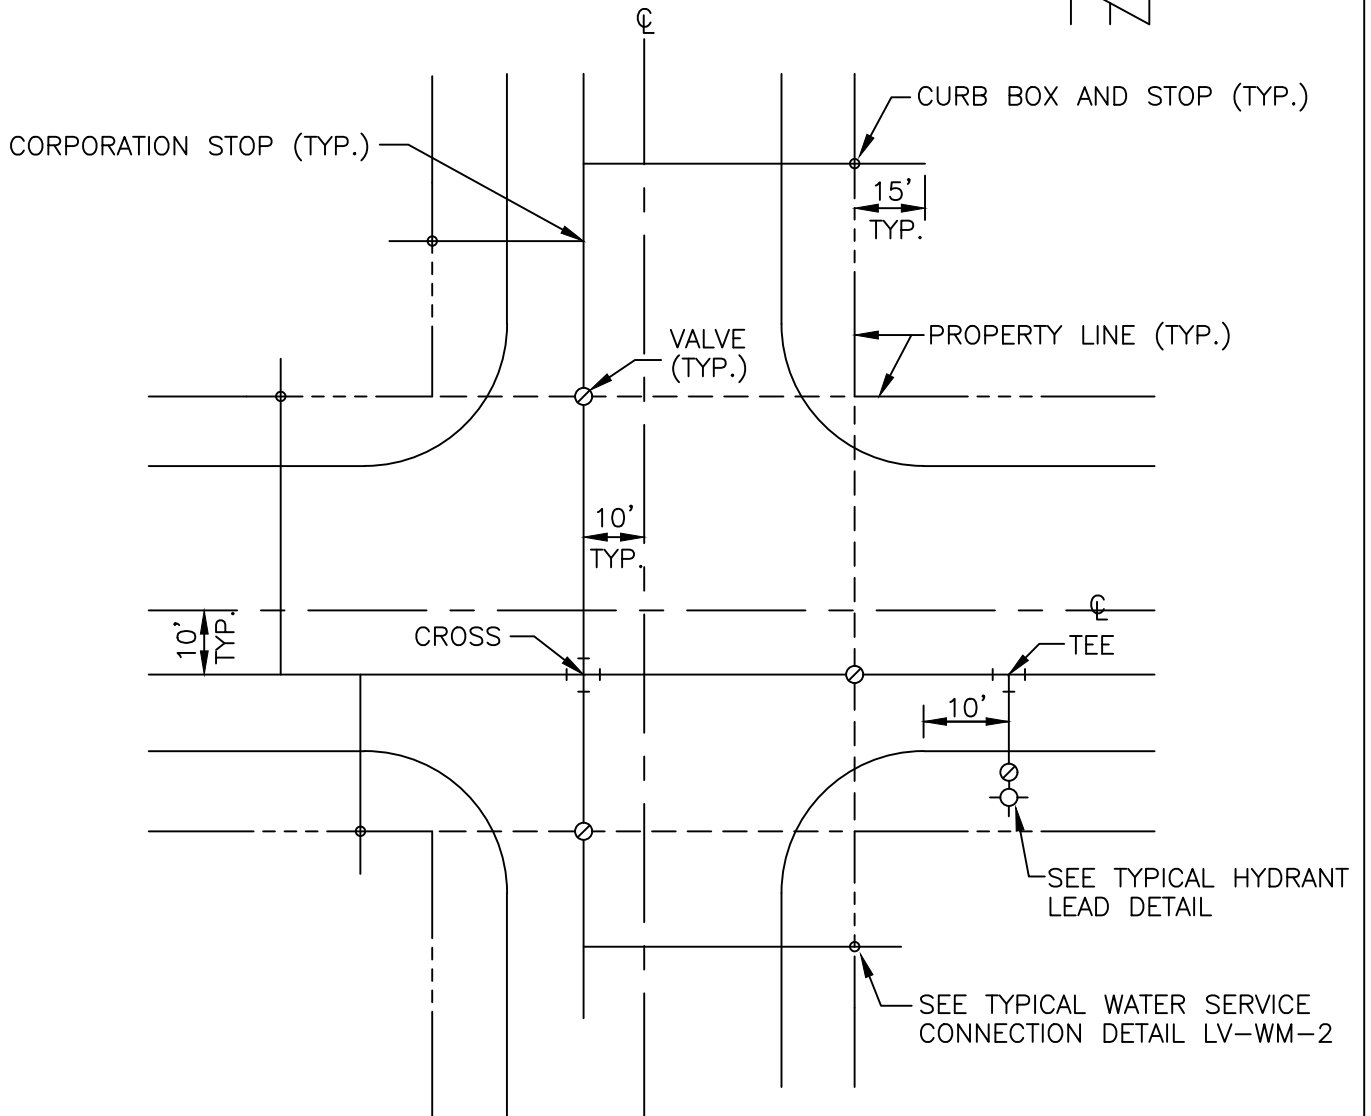 ℄
CURB BOX AND STOP (TYP.)
CORPORATION STOP (TYP.)
15'
TYP.
VALVE
(TYP.)
PROPERTY LINE (TYP.)
10'
TYP.
℄
10'
TYP.
CROSS
TEE
10'
SEE TYPICAL HYDRANT
LEAD DETAIL
SEE TYPICAL WATER SERVICE
CONNECTION DETAIL LV-WM-2